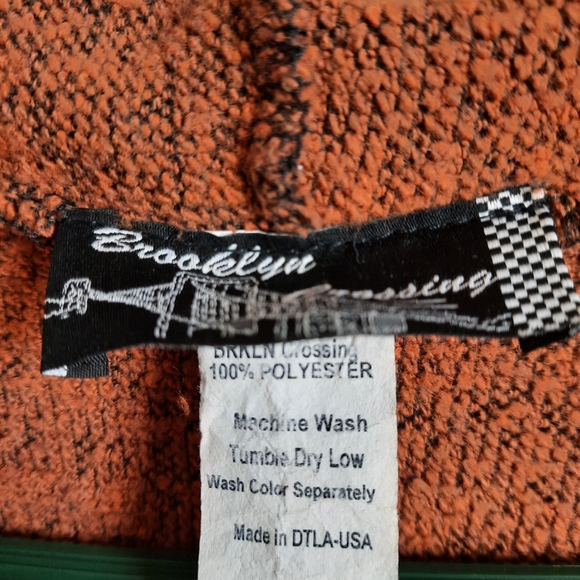 Brooklyn
Crossing
BRKLN Crossing
100% POLYESTER
Machine Wash
Tumble Dry Low
Wash Color Separately
Made in DTLA-USA